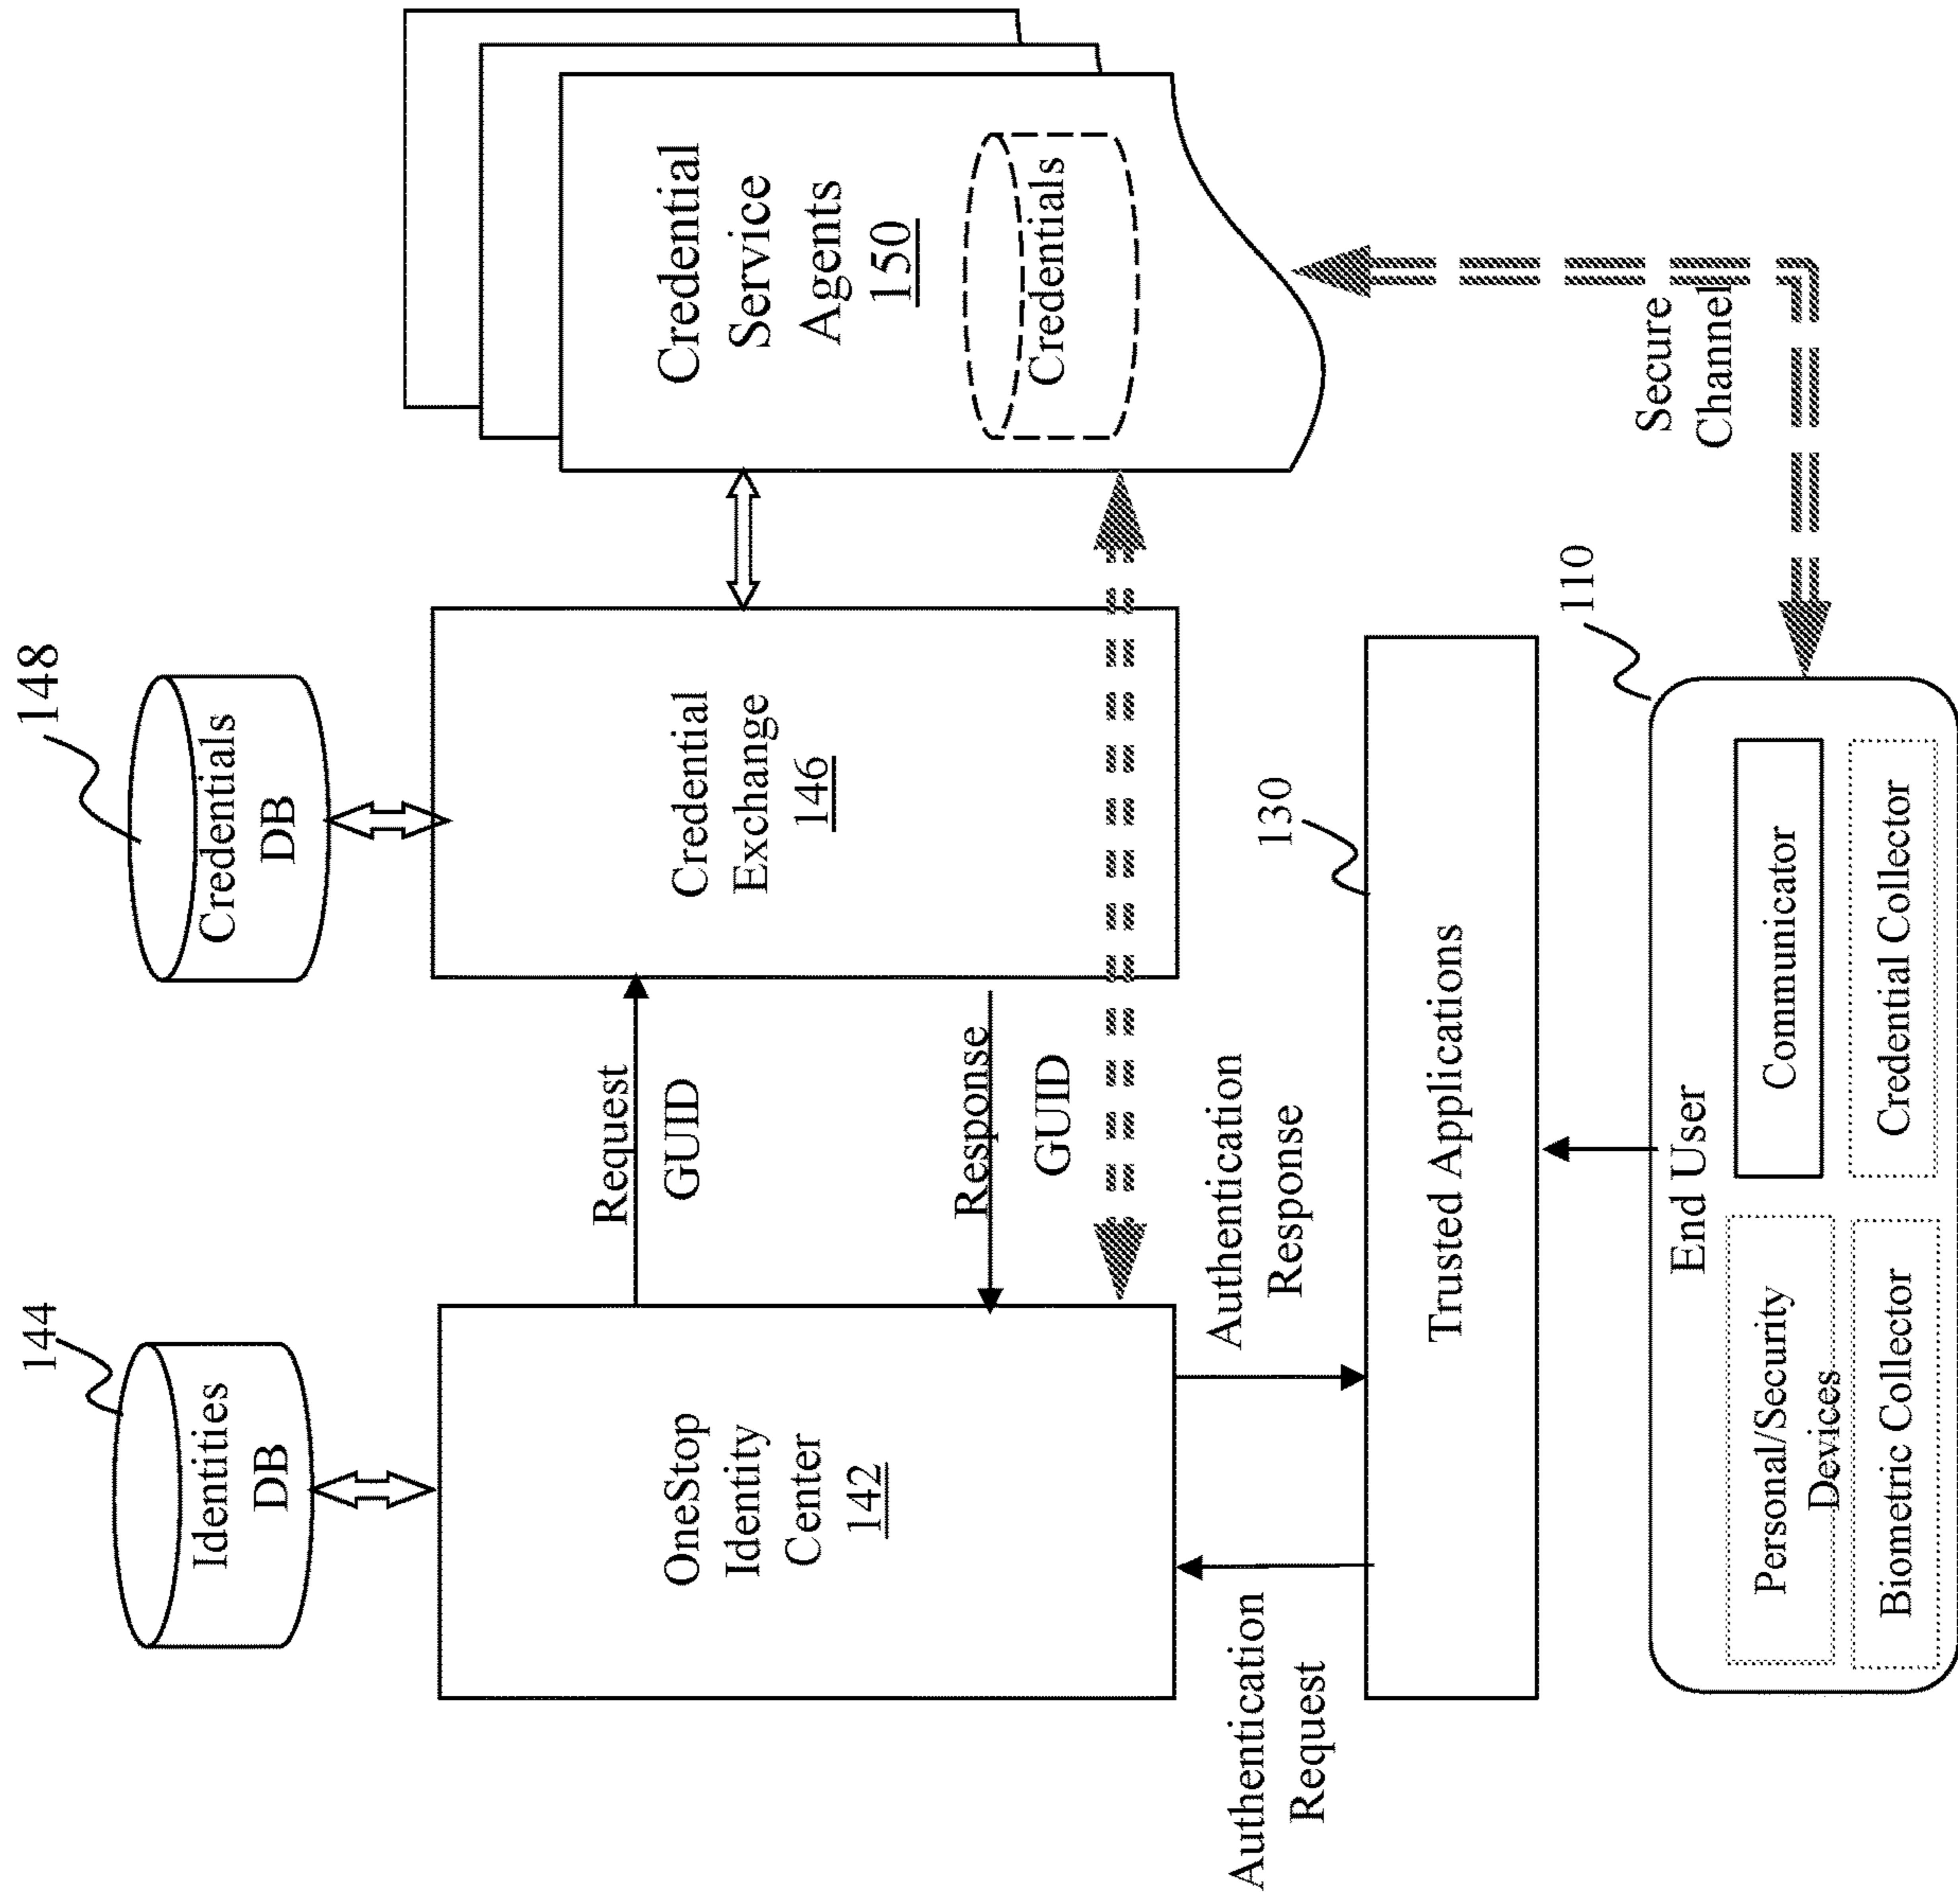 144
Identities
DB
148
Credentials
DB
OneStop
Identity
Center
142
Request
GUID
Response
GUID
Credential
Exchange
146
Credential
Service
Agents
150
Credentials
Authentication
Request
Authentication
Response
130
Trusted Applications
Secure
Channel
110
End User
Personal/Security
Devices
Communicator
Biometric Collector
Credential Collector